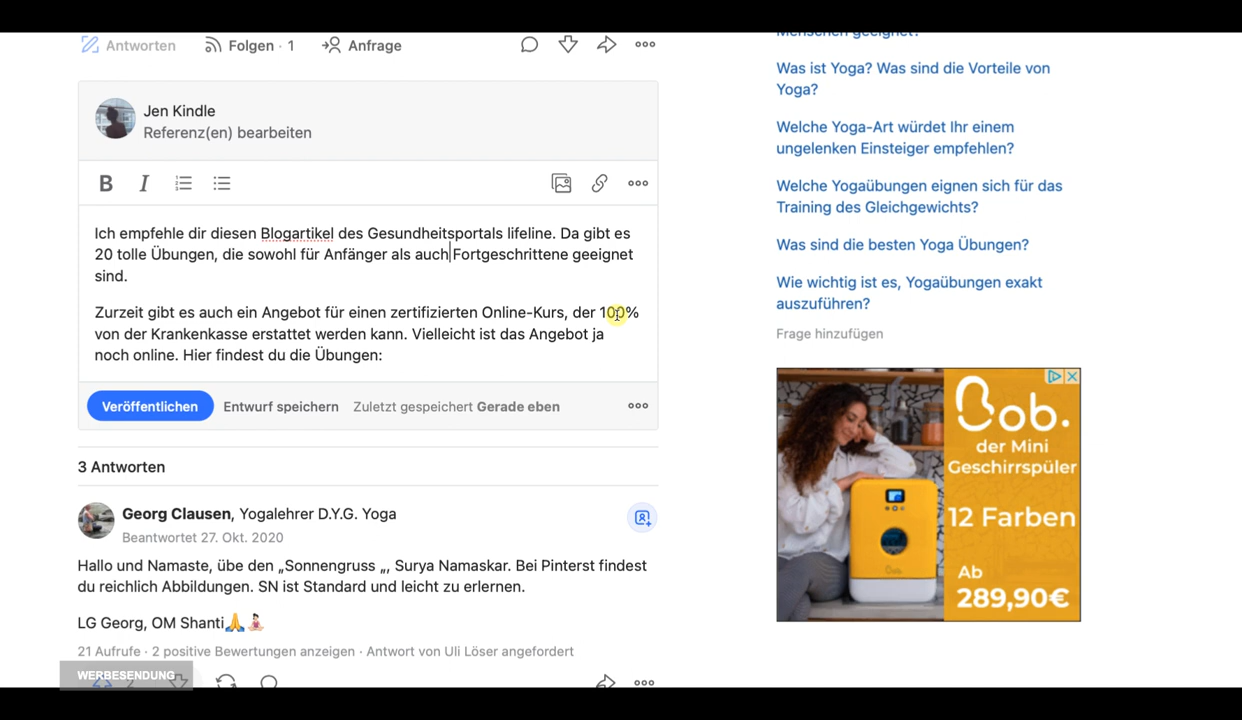 Antworten
Folgen · 1
Anfrage
Jen Kindle
Referenz(en) bearbeiten
B I
Ich empfehle dir diesen Blogartikel des Gesundheitsportals lifeline. Da gibt es
20 tolle Übungen, die sowohl für Anfänger als auch Fortgeschrittene geeignet
sind.
Zurzeit gibt es auch ein Angebot für einen zertifizierten Online-Kurs, der 100%
von der Krankenkasse erstattet werden kann. Vielleicht ist das Angebot ja
noch online. Hier findest du die Übungen:
Veröffentlichen
Entwurf speichern
Zuletzt gespeichert Gerade eben
3 Antworten
Georg Clausen, Yogalehrer D.Y.G. Yoga
Beantwortet 27. Okt. 2020
Hallo und Namaste, übe den „Sonnengruss „, Surya Namaskar. Bei Pinterst findest
du reichlich Abbildungen. SN ist Standard und leicht zu erlernen.
LG Georg, OM Shanti🙏🧘
21 Aufrufe · 2 positive Bewertungen anzeigen · Antwort von Uli Löser angefordert
WERBESENDUNG
Menschen geeignet?
Was ist Yoga? Was sind die Vorteile von
Yoga?
Welche Yoga-Art würdet Ihr einem
ungelenken Einsteiger empfehlen?
Welche Yogaübungen eignen sich für das
Training des Gleichgewichts?
Was sind die besten Yoga Übungen?
Wie wichtig ist es, Yogaübungen exakt
auszuführen?
Frage hinzufügen
Bob.
der Mini
Geschirrspüler
12 Farben
Ab
289,90€